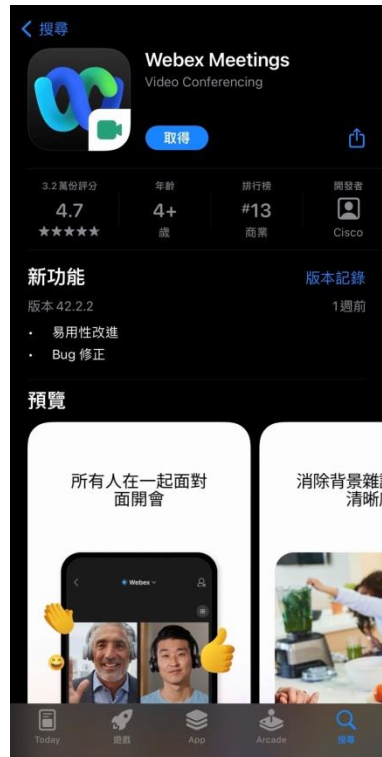 搜尋
Webex Meetings
Video Conferencing
取得
3.2 萬份評分
年齡
排行榜
開發者
4.7
4+
#13
★★★★★
歲
商業
Cisco
新功能
版本記錄
版本 42.2.2
1 週前
• 易用性改進
• Bug 修正
預覽
所有人在一起面對
面開會
消除背景雜
清晰
Webex
Today
遊戲
App
Arcade
搜尋